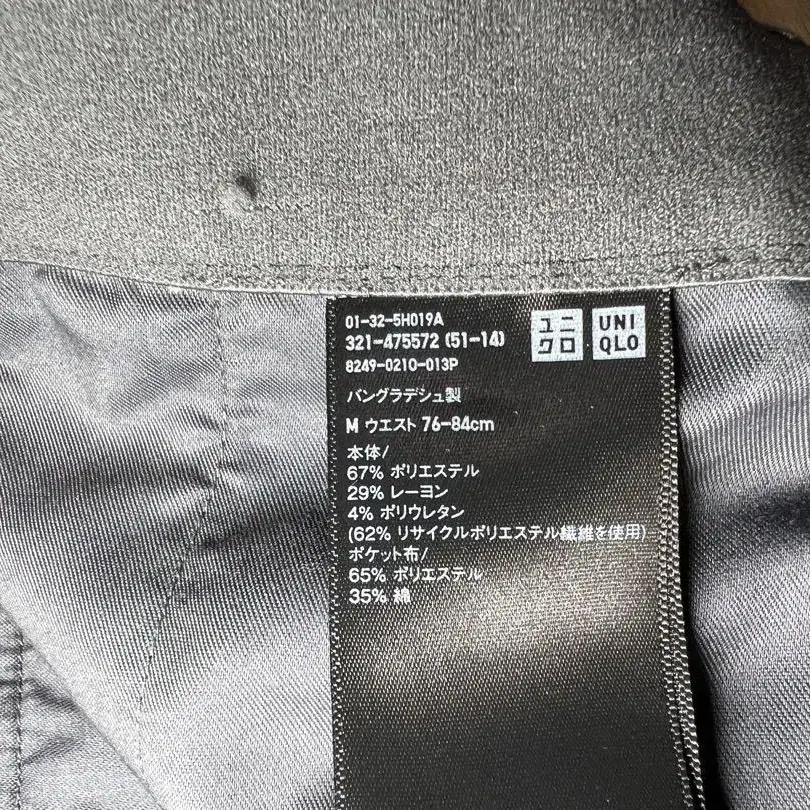 01-32-5H019A
321-475572 (51-14)
8249-0210-013P
ユニ
クロ
UNI
QLO
バングラデシュ製
M ウエスト 76-84cm
本体/
67% ポリエステル
29% レーヨン
4% ポリウレタン
(62% リサイクルポリエステル繊維を使用)
ポケット布/
65% ポリエステル
35% 綿